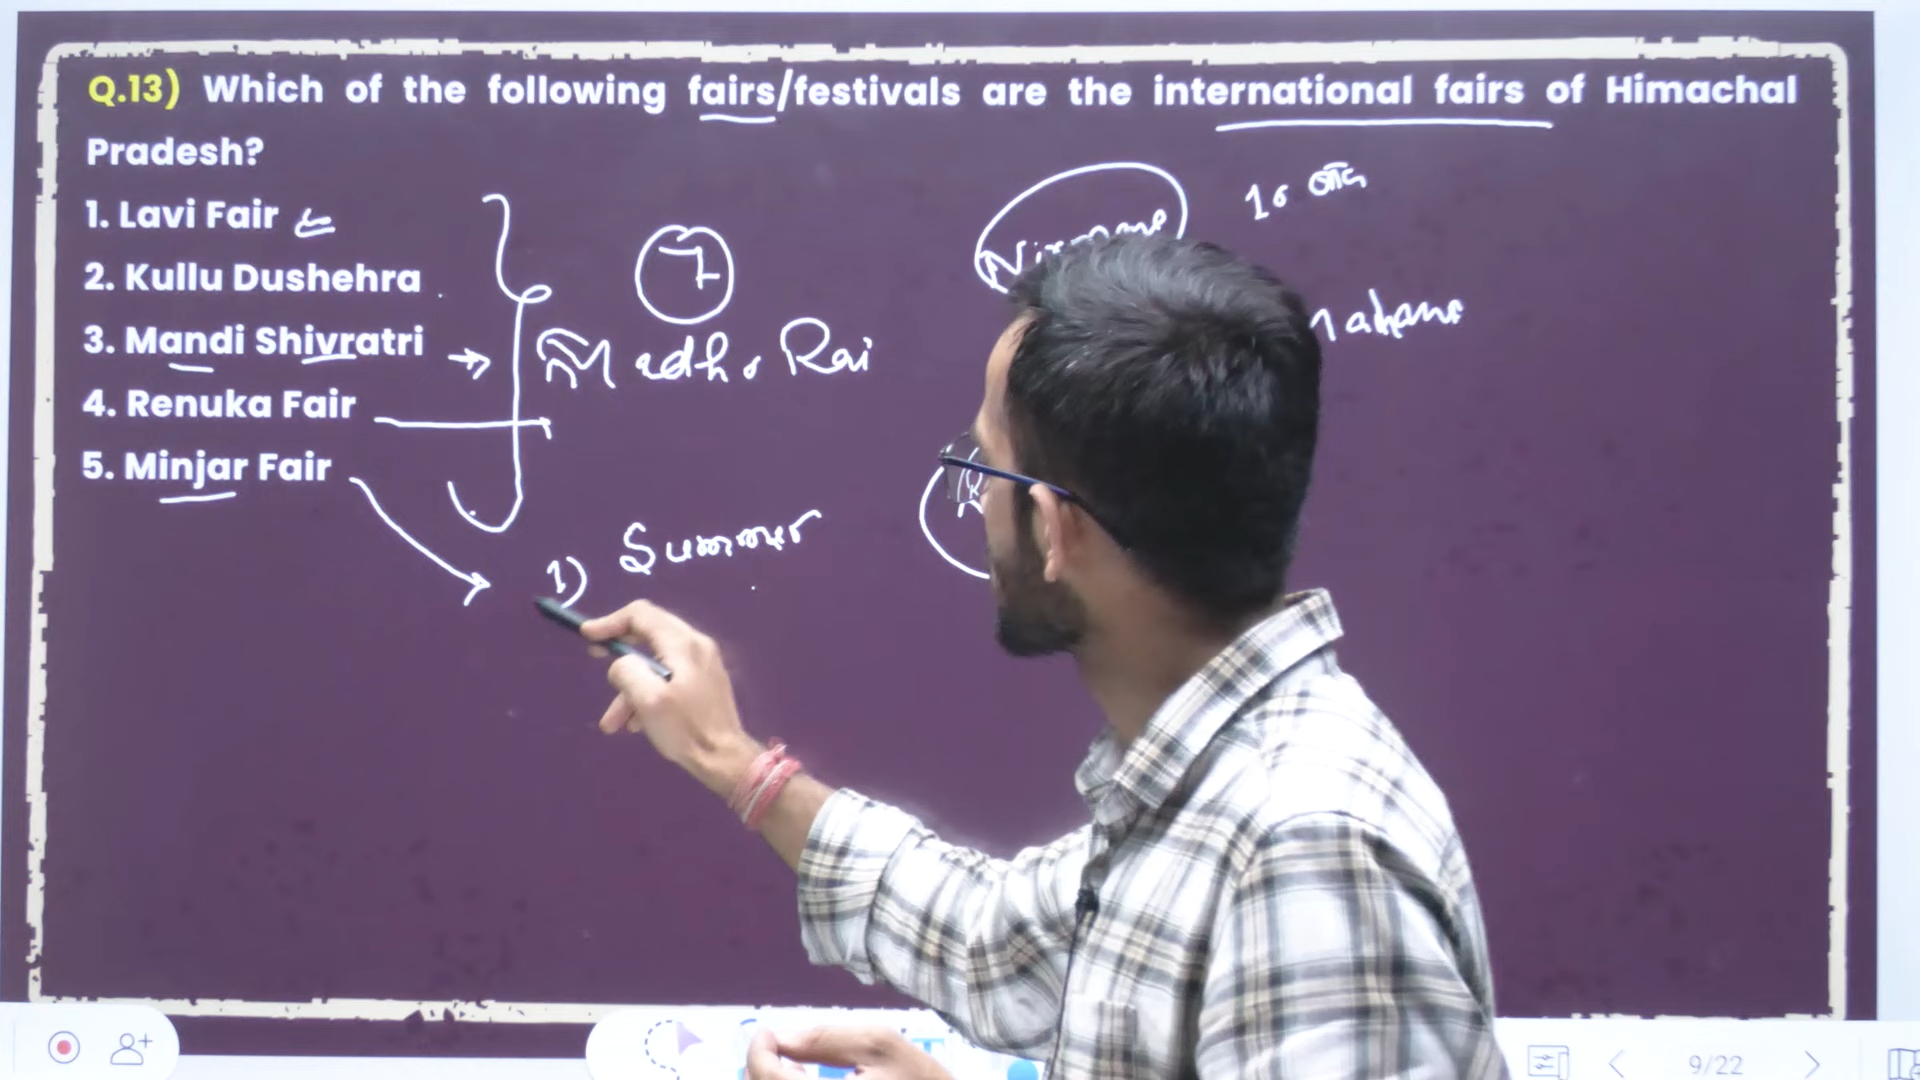 Q.13) Which of the following fairs/festivals are the international fairs of Himachal
Pradesh?
1. Lavi Fair
2. Kullu Dushehra
3. Mandi Shivratri
4. Renuka Fair
5. Minjar Fair
7
Madho Rai
1) Summer
10
9/22